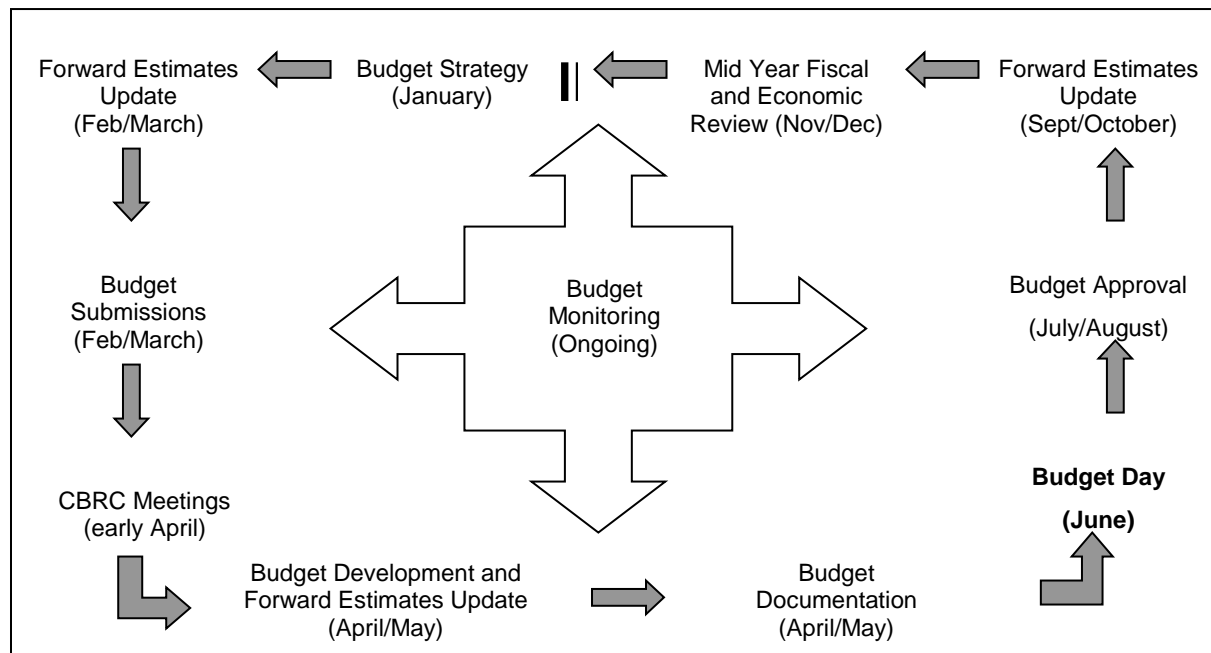 Forward Estimates
Update
(Feb/March)
Budget Strategy
(January)
Mid Year Fiscal
and Economic
Review (Nov/Dec)
Forward Estimates
Update
(Sept/October)
Budget
Submissions
(Feb/March)
Budget
Monitoring
(Ongoing)
Budget Approval
(July/August)
CBRC Meetings
(early April)
Budget Day
(June)
Budget Development and
Forward Estimates Update
(April/May)
Budget
Documentation
(April/May)